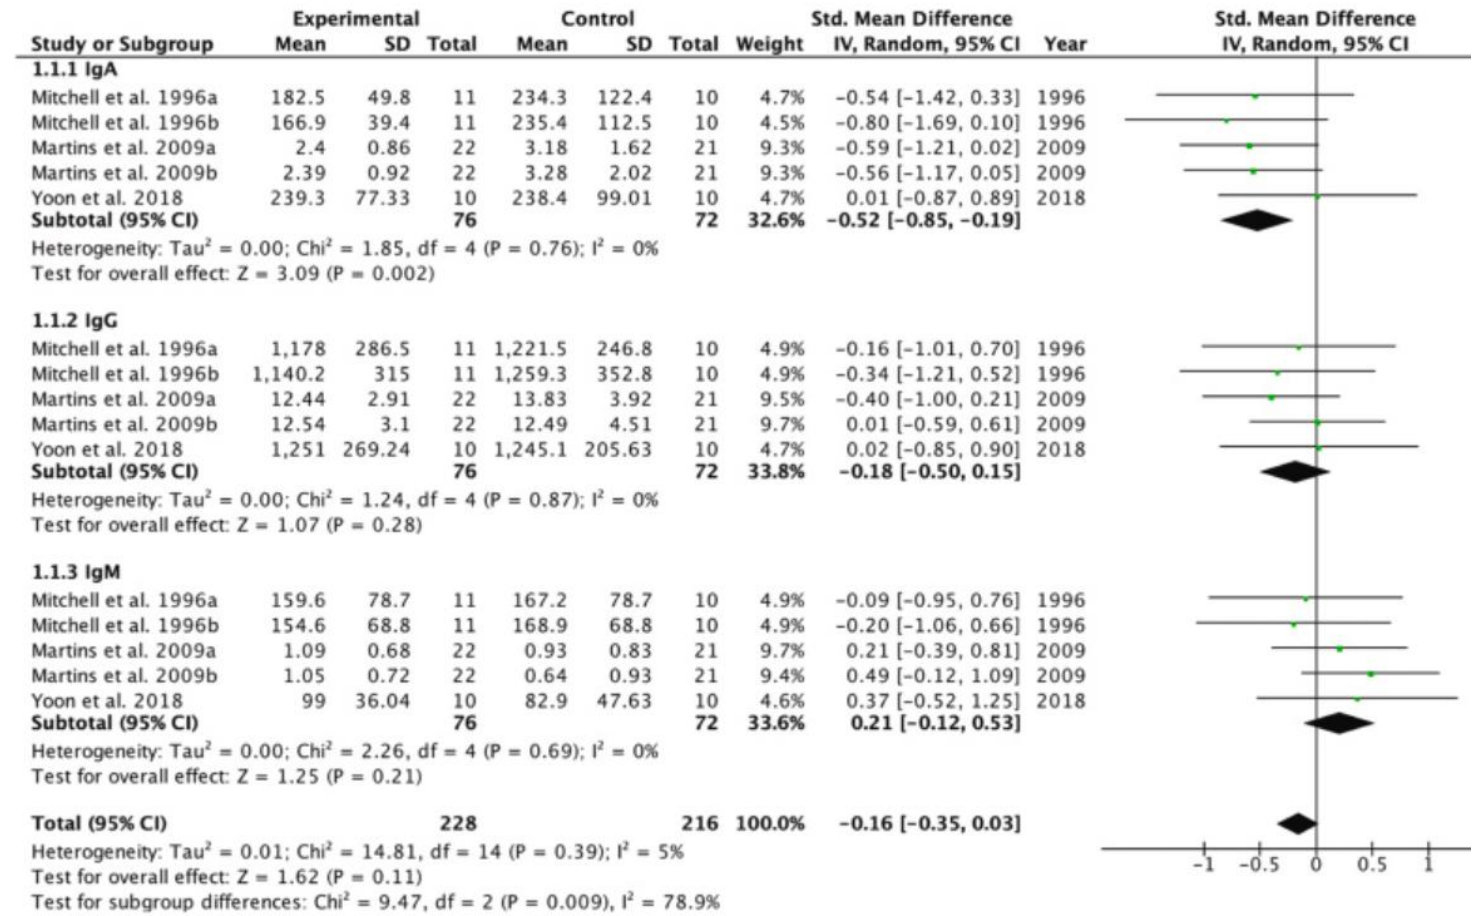 Experimental Control Std. Mean Difference Std. Mean Difference
Study or Subgroup Mean SD Total Mean SD Total Weight IV, Random, 95% CI Year IV, Random, 95% CI
1.1.1 IgA
Mitchell et al. 1996a 182.5 49.8 11 234.3 122.4 10 4.7% −0.54 [−1.42, 0.33] 1996
Mitchell et al. 1996b 166.9 39.4 11 235.4 112.5 10 4.5% −0.80 [−1.69, 0.10] 1996
Martins et al. 2009a 2.4 0.86 22 3.18 1.62 21 9.3% −0.59 [−1.21, 0.02] 2009
Martins et al. 2009b 2.39 0.92 22 3.28 2.02 21 9.3% −0.56 [−1.17, 0.05] 2009
Yoon et al. 2018 239.3 77.33 10 238.4 99.01 10 4.7% 0.01 [−0.87, 0.89] 2018
Subtotal (95% CI) 76 72 32.6% −0.52 [−0.85, −0.19]
Heterogeneity: Tau² = 0.00; Chi² = 1.85, df = 4 (P = 0.76); I² = 0%
Test for overall effect: Z = 3.09 (P = 0.002)
1.1.2 IgG
Mitchell et al. 1996a 1,178 286.5 11 1,221.5 246.8 10 4.9% −0.16 [−1.01, 0.70] 1996
Mitchell et al. 1996b 1,140.2 315 11 1,259.3 352.8 10 4.9% −0.34 [−1.21, 0.52] 1996
Martins et al. 2009a 12.44 2.91 22 13.83 3.92 21 9.5% −0.40 [−1.00, 0.21] 2009
Martins et al. 2009b 12.54 3.1 22 12.49 4.51 21 9.7% 0.01 [−0.59, 0.61] 2009
Yoon et al. 2018 1,251 269.24 10 1,245.1 205.63 10 4.7% 0.02 [−0.85, 0.90] 2018
Subtotal (95% CI) 76 72 33.8% −0.18 [−0.50, 0.15]
Heterogeneity: Tau² = 0.00; Chi² = 1.24, df = 4 (P = 0.87); I² = 0%
Test for overall effect: Z = 1.07 (P = 0.28)
1.1.3 IgM
Mitchell et al. 1996a 159.6 78.7 11 167.2 78.7 10 4.9% −0.09 [−0.95, 0.76] 1996
Mitchell et al. 1996b 154.6 68.8 11 168.9 68.8 10 4.9% −0.20 [−1.06, 0.66] 1996
Martins et al. 2009a 1.09 0.68 22 0.93 0.83 21 9.7% 0.21 [−0.39, 0.81] 2009
Martins et al. 2009b 1.05 0.72 22 0.64 0.93 21 9.4% 0.49 [−0.12, 1.09] 2009
Yoon et al. 2018 99 36.04 10 82.9 47.63 10 4.6% 0.37 [−0.52, 1.25] 2018
Subtotal (95% CI) 76 72 33.6% 0.21 [−0.12, 0.53]
Heterogeneity: Tau² = 0.00; Chi² = 2.26, df = 4 (P = 0.69); I² = 0%
Test for overall effect: Z = 1.25 (P = 0.21)
Total (95% CI) 228 216 100.0% −0.16 [−0.35, 0.03]
Heterogeneity: Tau² = 0.01; Chi² = 14.81, df = 14 (P = 0.39); I² = 5%
-1 -0.5 0 0.5 1
Test for overall effect: Z = 1.62 (P = 0.11)
Test for subgroup differences: Chi² = 9.47, df = 2 (P = 0.009), I² = 78.9%